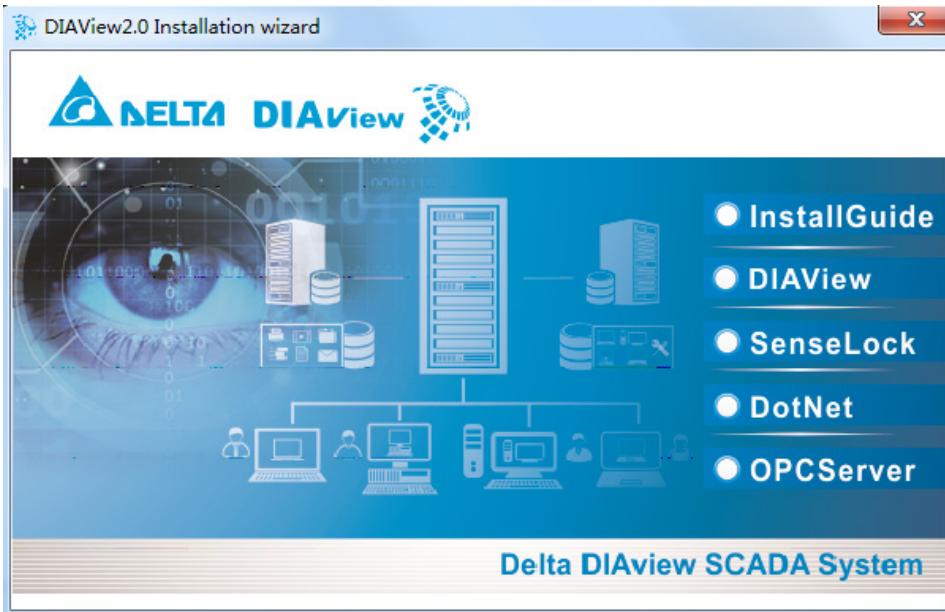 DIAView2.0 Installation wizard
DELTA DIAView
InstallGuide
DIAView
SenseLock
DotNet
OPCServer
Delta DIAview SCADA System